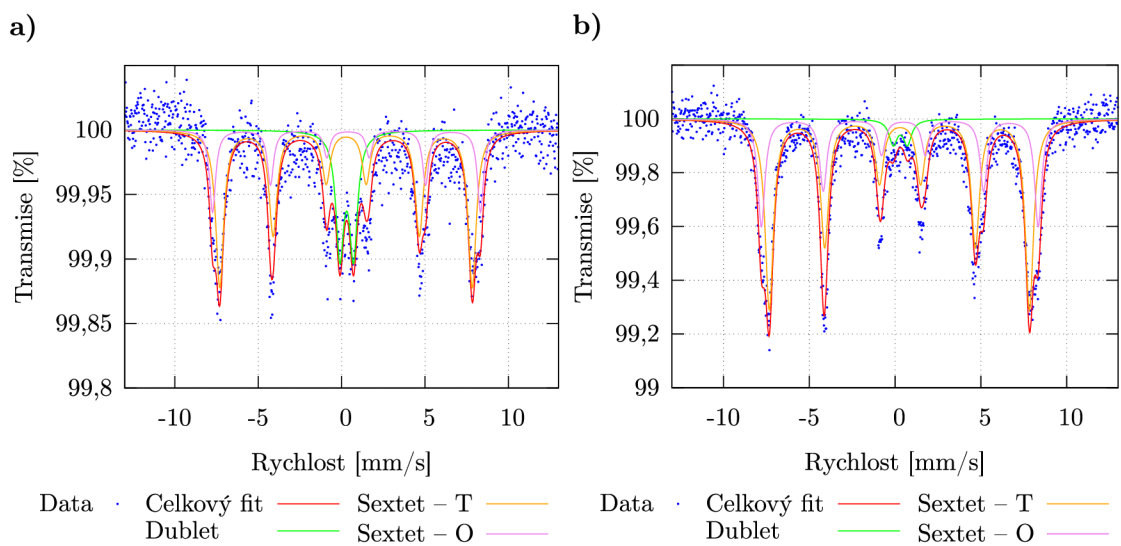 a)
100
99,95
99,9
99,85
99,8
Transmise [%]
-10 -5 0 5 10
Rychlost [mm/s]
Data Celkový fit Sextet – T
Dublet Sextet – O
b)
100
99,8
99,6
99,4
99,2
99
Transmise [%]
-10 -5 0 5 10
Rychlost [mm/s]
Data Celkový fit Sextet – T
Dublet Sextet – O